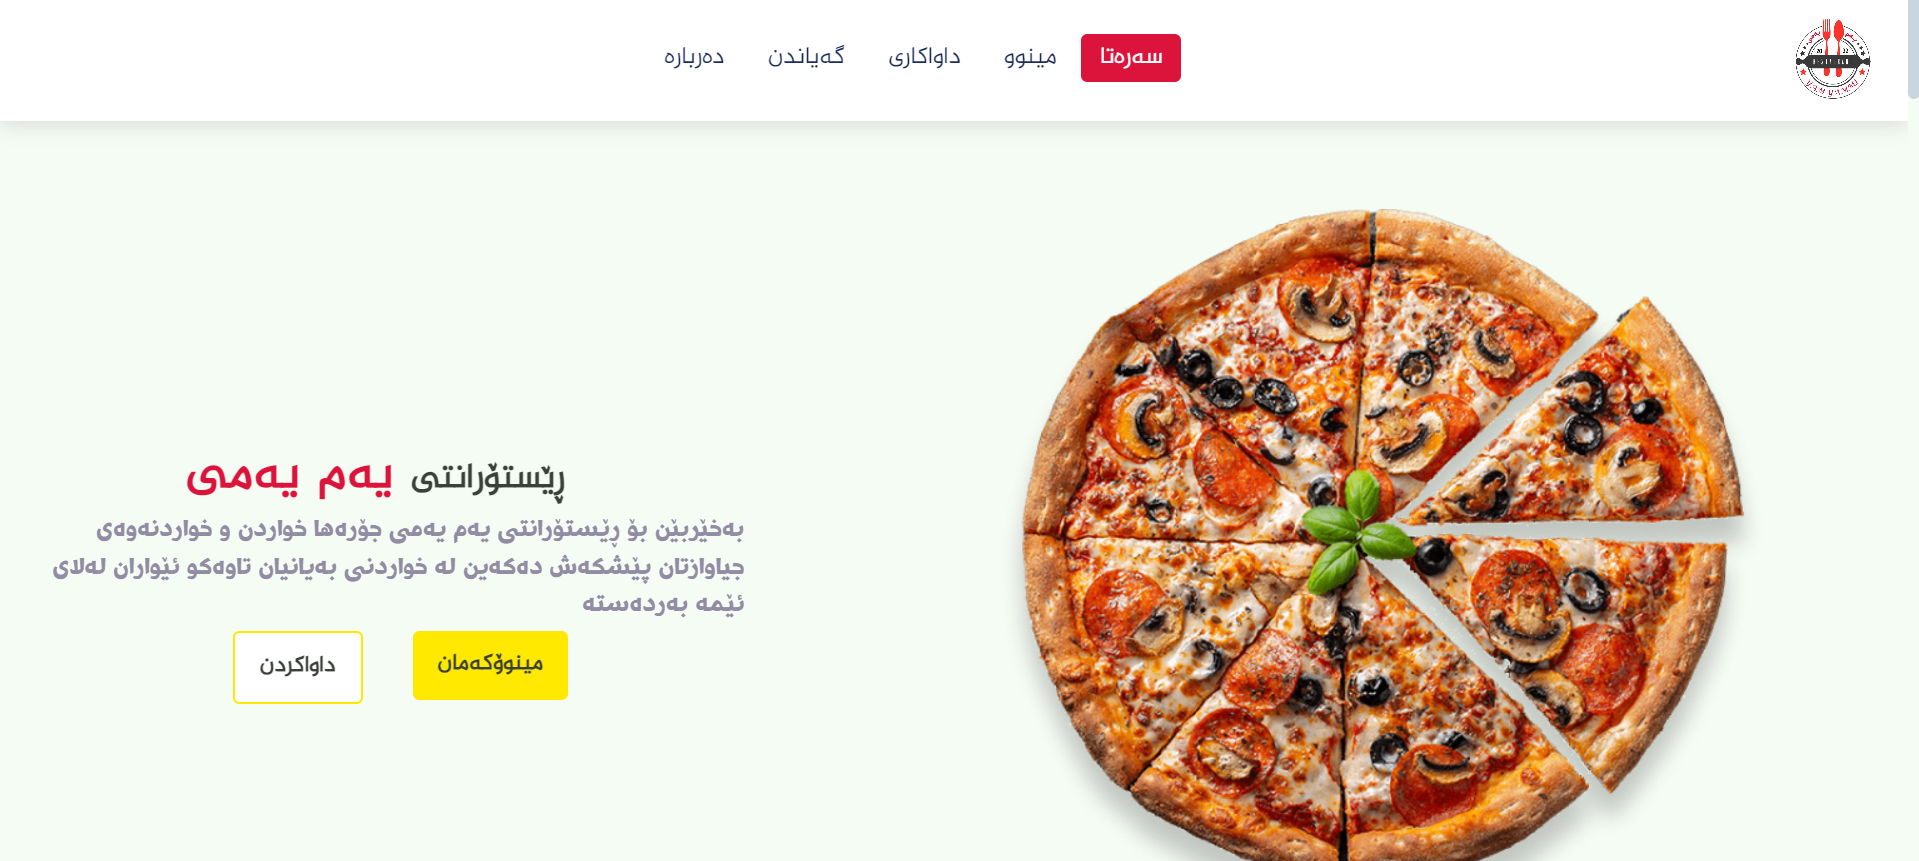 سەرەتا
مینوو
داواکاری
گەیاندن
دەربارە
ڕێستۆرانتی یەم یەمی
بەخێربێن بۆ ڕێستۆرانتی یەم یەمی جۆرەها خواردن و خواردنەوەی
جیاوازتان پێشکەش دەکەین لە خواردنی بەیانیان تاوەکو ئێواران لەلای
ئێمە بەردەستە
مینوۆکەمان
داواکردن